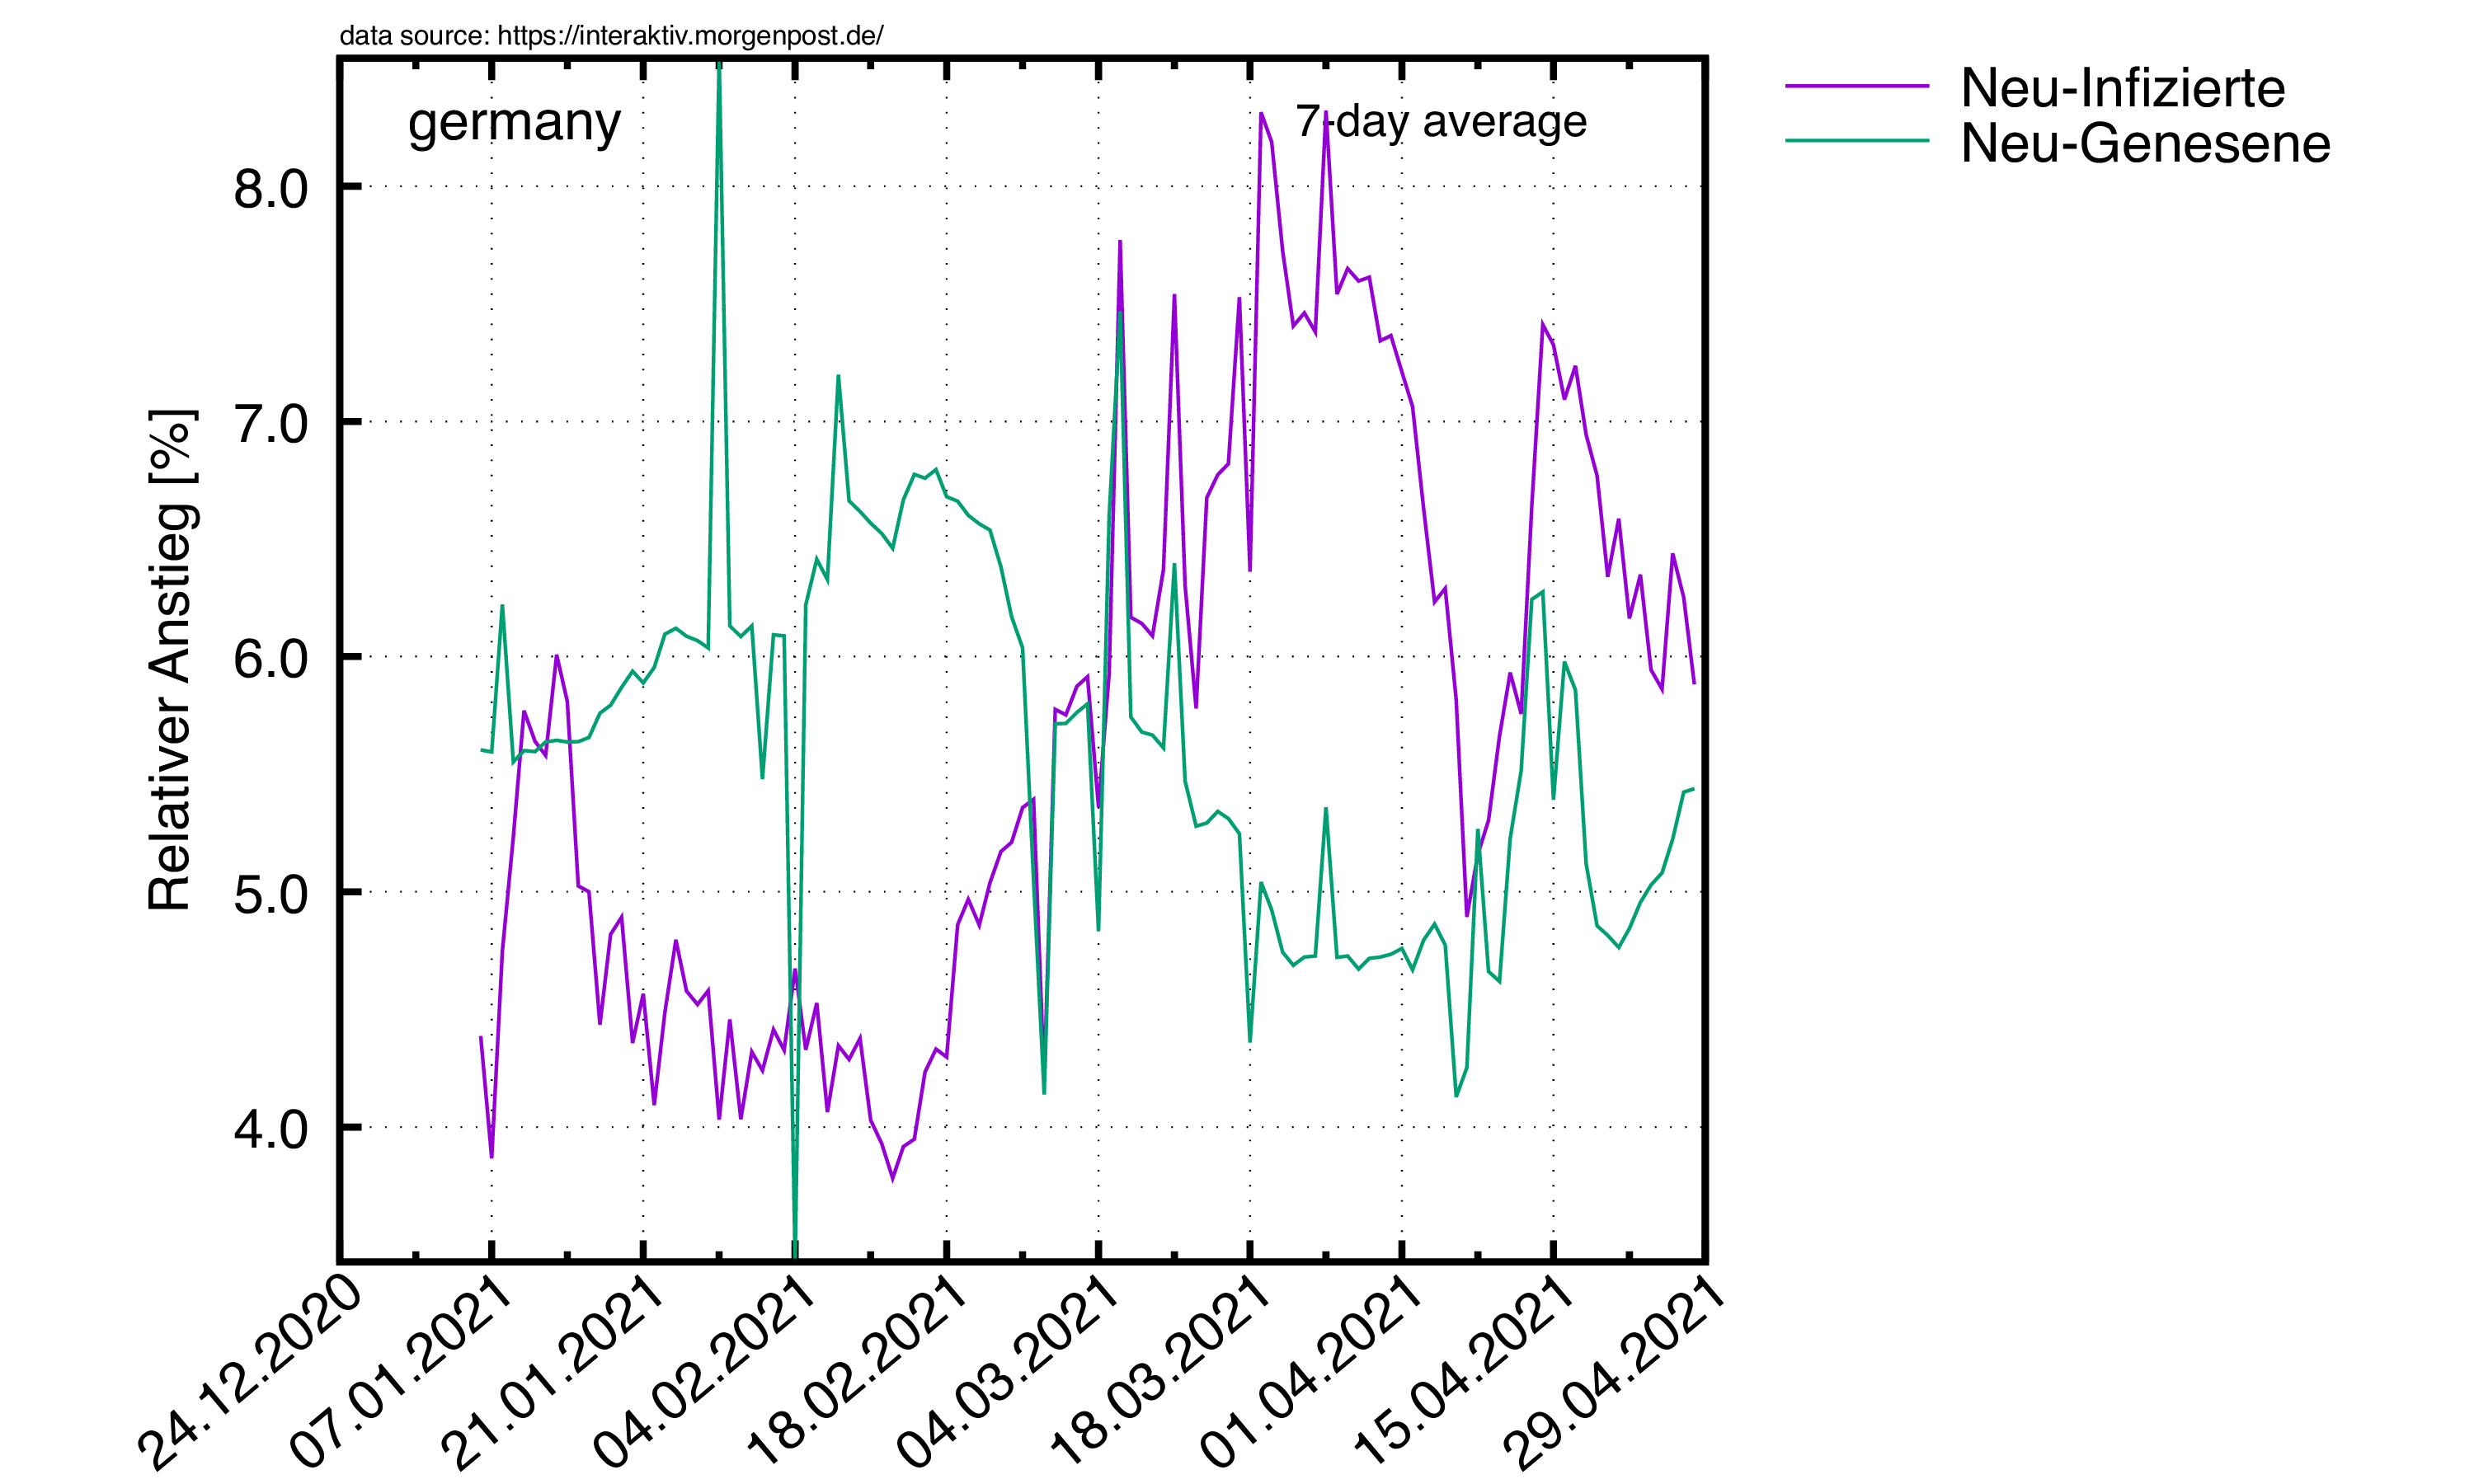 data source: https://interaktiv.morgenpost.de/
germany
7-day average
Neu-Infizierte
Neu-Genesene
Relativer Anstieg [%]
8.0
7.0
6.0
5.0
4.0
24.12.2020
07.01.2021
21.01.2021
04.02.2021
18.02.2021
04.03.2021
18.03.2021
01.04.2021
15.04.2021
29.04.2021